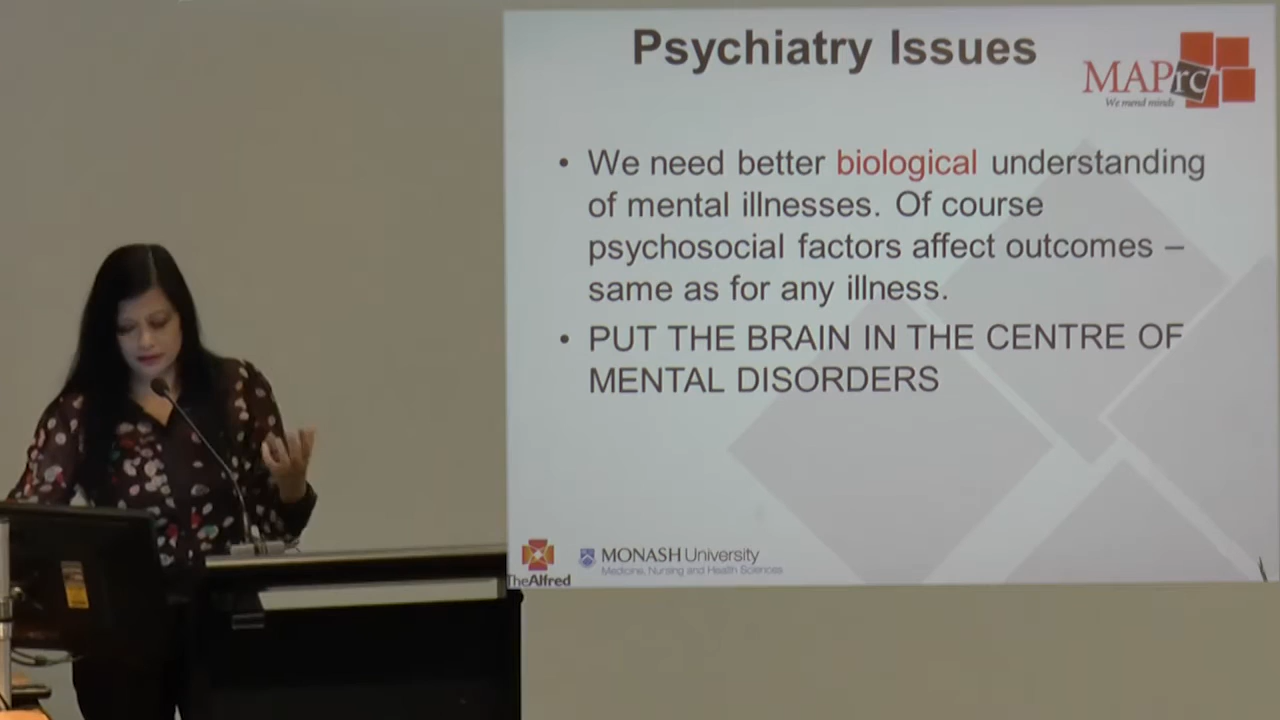 Psychiatry Issues
MAPrc
We mend minds
• We need better biological understanding
of mental illnesses. Of course
psychosocial factors affect outcomes –
same as for any illness.
• PUT THE BRAIN IN THE CENTRE OF
MENTAL DISORDERS
TheAlfred
MONASH University
Medicine, Nursing and Health Sciences